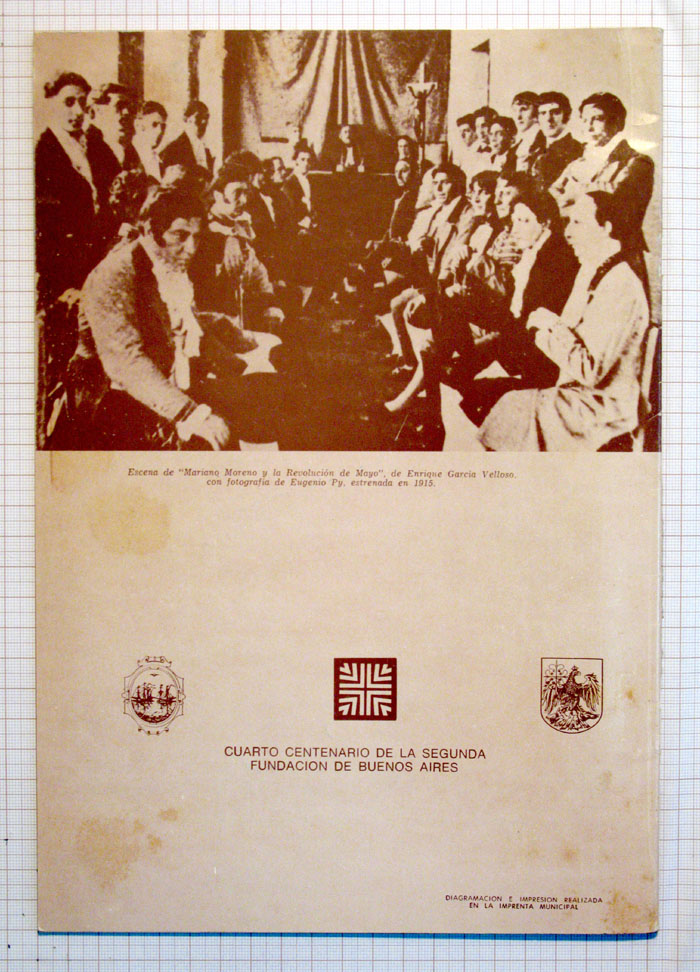 Escena de "Mariano Moreno y la Revolución de Mayo", de Enrique García Velloso.
con fotografía de Eugenio Py. estrenada en 1915.
CUARTO CENTENARIO DE LA SEGUNDA
FUNDACION DE BUENOS AIRES
DIAGRAMACION E IMPRESION REALIZADA
EN LA IMPRENTA MUNICIPAL